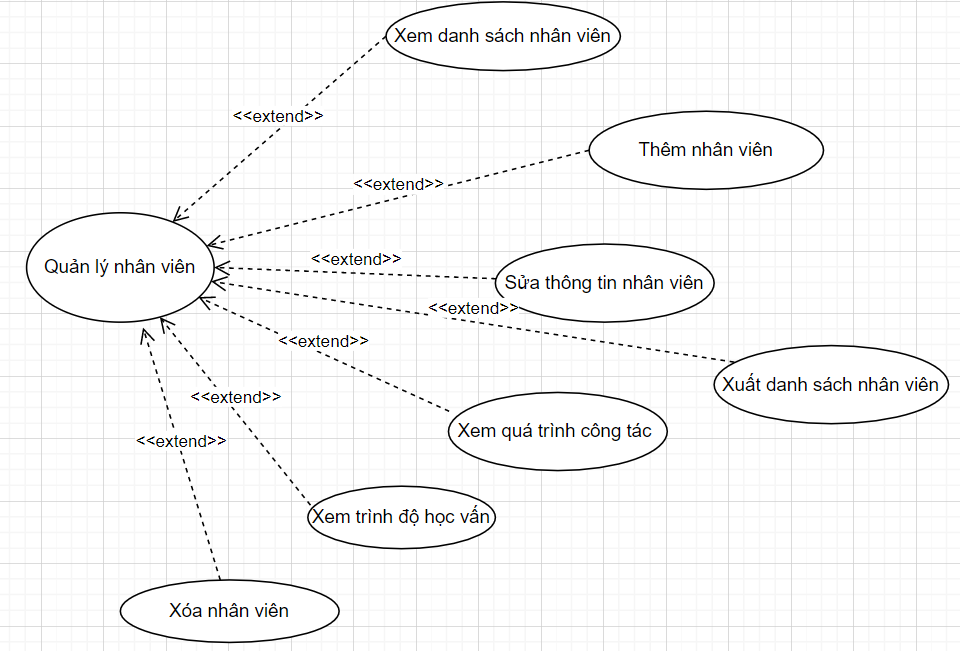 Xem danh sách nhân viên
<<extend>>
Thêm nhân viên
<<extend>>
<<extend>>
Quản lý nhân viên
Sửa thông tin nhân viên
<<extend>>
<<extend>>
Xuất danh sách nhân viên
<<extend>>
Xem quá trình công tác
<<extend>>
Xem trình độ học vấn
Xóa nhân viên